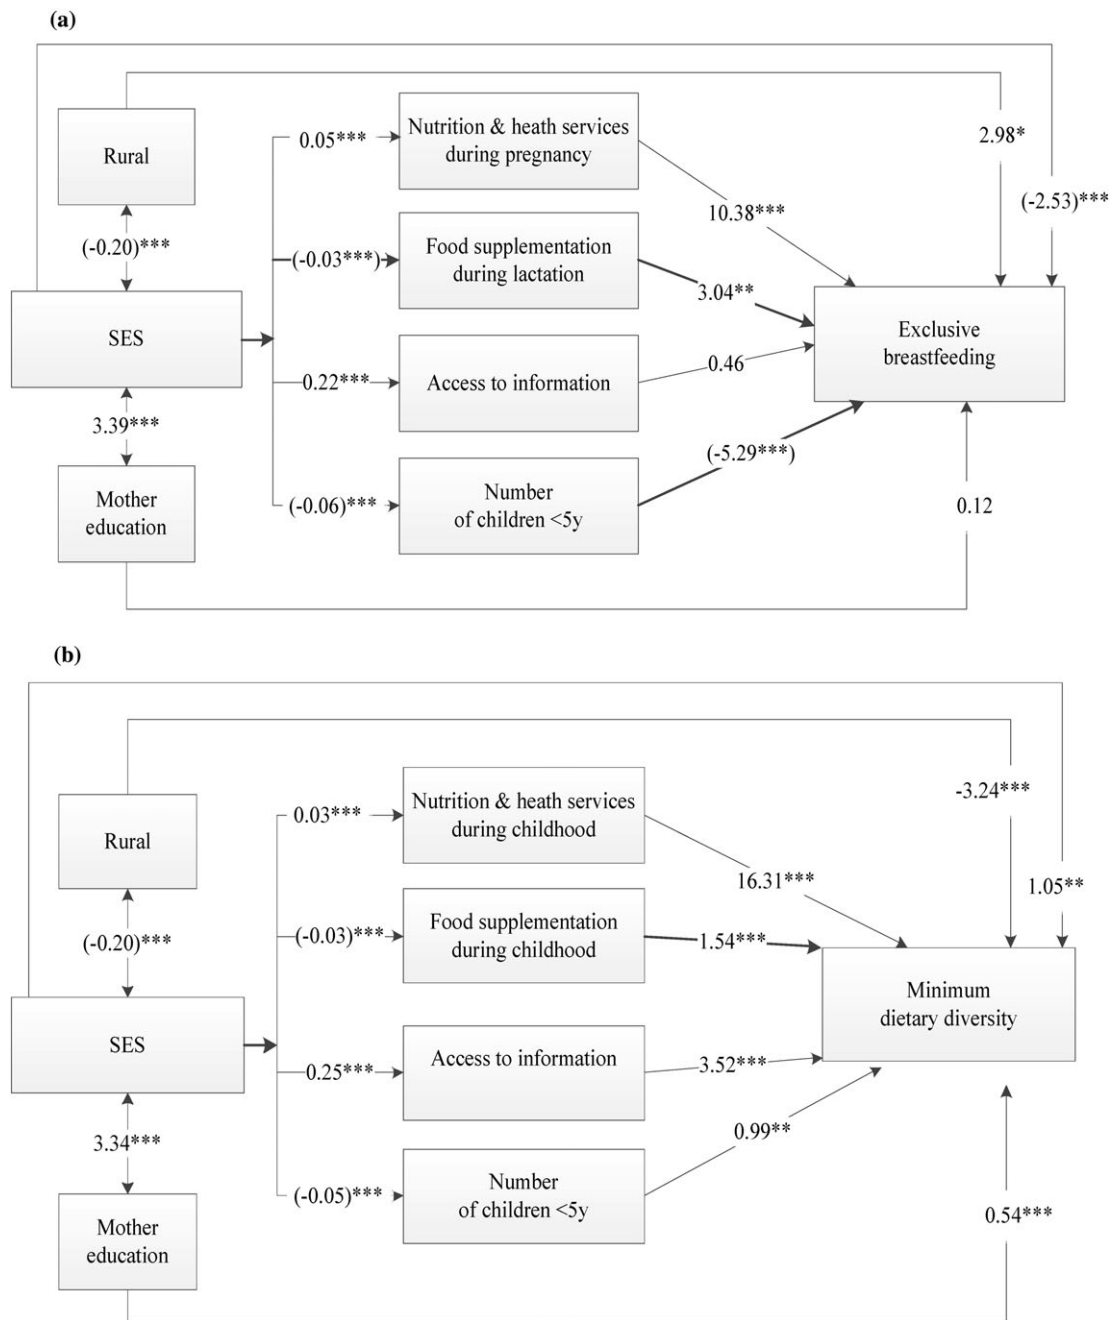 (a)
Rural
(-0.20)***
SES
3.39***
Mother
education
0.05***
(-0.03***)
0.22***
(-0.06)***
Nutrition & heath services
during pregnancy
Food supplementation
during lactation
Access to information
Number
of children <5y
10.38***
3.04**
0.46
(-5.29***)
2.98*
(-2.53)***
Exclusive
breastfeeding
0.12
(b)
Rural
(-0.20)***
SES
3.34***
Mother
education
0.03***
(-0.03)***
0.25***
(-0.05)***
Nutrition & heath services
during childhood
Food supplementation
during childhood
Access to information
Number
of children <5y
16.31***
1.54***
3.52***
0.99**
-3.24***
1.05**
Minimum
dietary diversity
0.54***